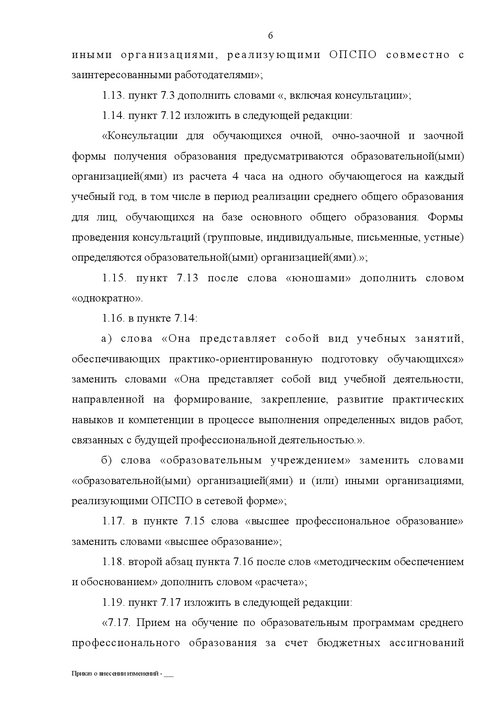 6
иными организациями, реализующими ОПСПО совместно с
заинтересованными работодателями»;
1.13. пункт 7.3 дополнить словами «, включая консультации»;
1.14. пункт 7.12 изложить в следующей редакции:
«Консультации для обучающихся очной, очно-заочной и заочной
формы получения образования предусматриваются образовательной(ыми)
организацией(ями) из расчета 4 часа на одного обучающегося на каждый
учебный год, в том числе в период реализации среднего общего образования
для лиц, обучающихся на базе основного общего образования. Формы
проведения консультаций (групповые, индивидуальные, письменные, устные)
определяются образовательной(ыми) организацией(ями).»;
1.15. пункт 7.13 после слова «юношами» дополнить словом
«однократно».
1.16. в пункте 7.14:
а) слова «Она представляет собой вид учебных занятий,
обеспечивающих практико-ориентированную подготовку обучающихся»
заменить словами «Она представляет собой вид учебной деятельности,
направленной на формирование, закрепление, развитие практических
навыков и компетенции в процессе выполнения определенных видов работ,
связанных с будущей профессиональной деятельностью.».
б) слова «образовательным учреждением» заменить словами
«образовательной(ыми) организацией(ями) и (или) иными организациями,
реализующими ОПСПО в сетевой форме»;
1.17. в пункте 7.15 слова «высшее профессиональное образование»
заменить словами «высшее образование»;
1.18. второй абзац пункта 7.16 после слов «методическим обеспечением
и обоснованием» дополнить словом «расчета»;
1.19. пункт 7.17 изложить в следующей редакции:
«7.17. Прием на обучение по образовательным программам среднего
профессионального образования за счет бюджетных ассигнований
Приказ о внесении изменений - ___